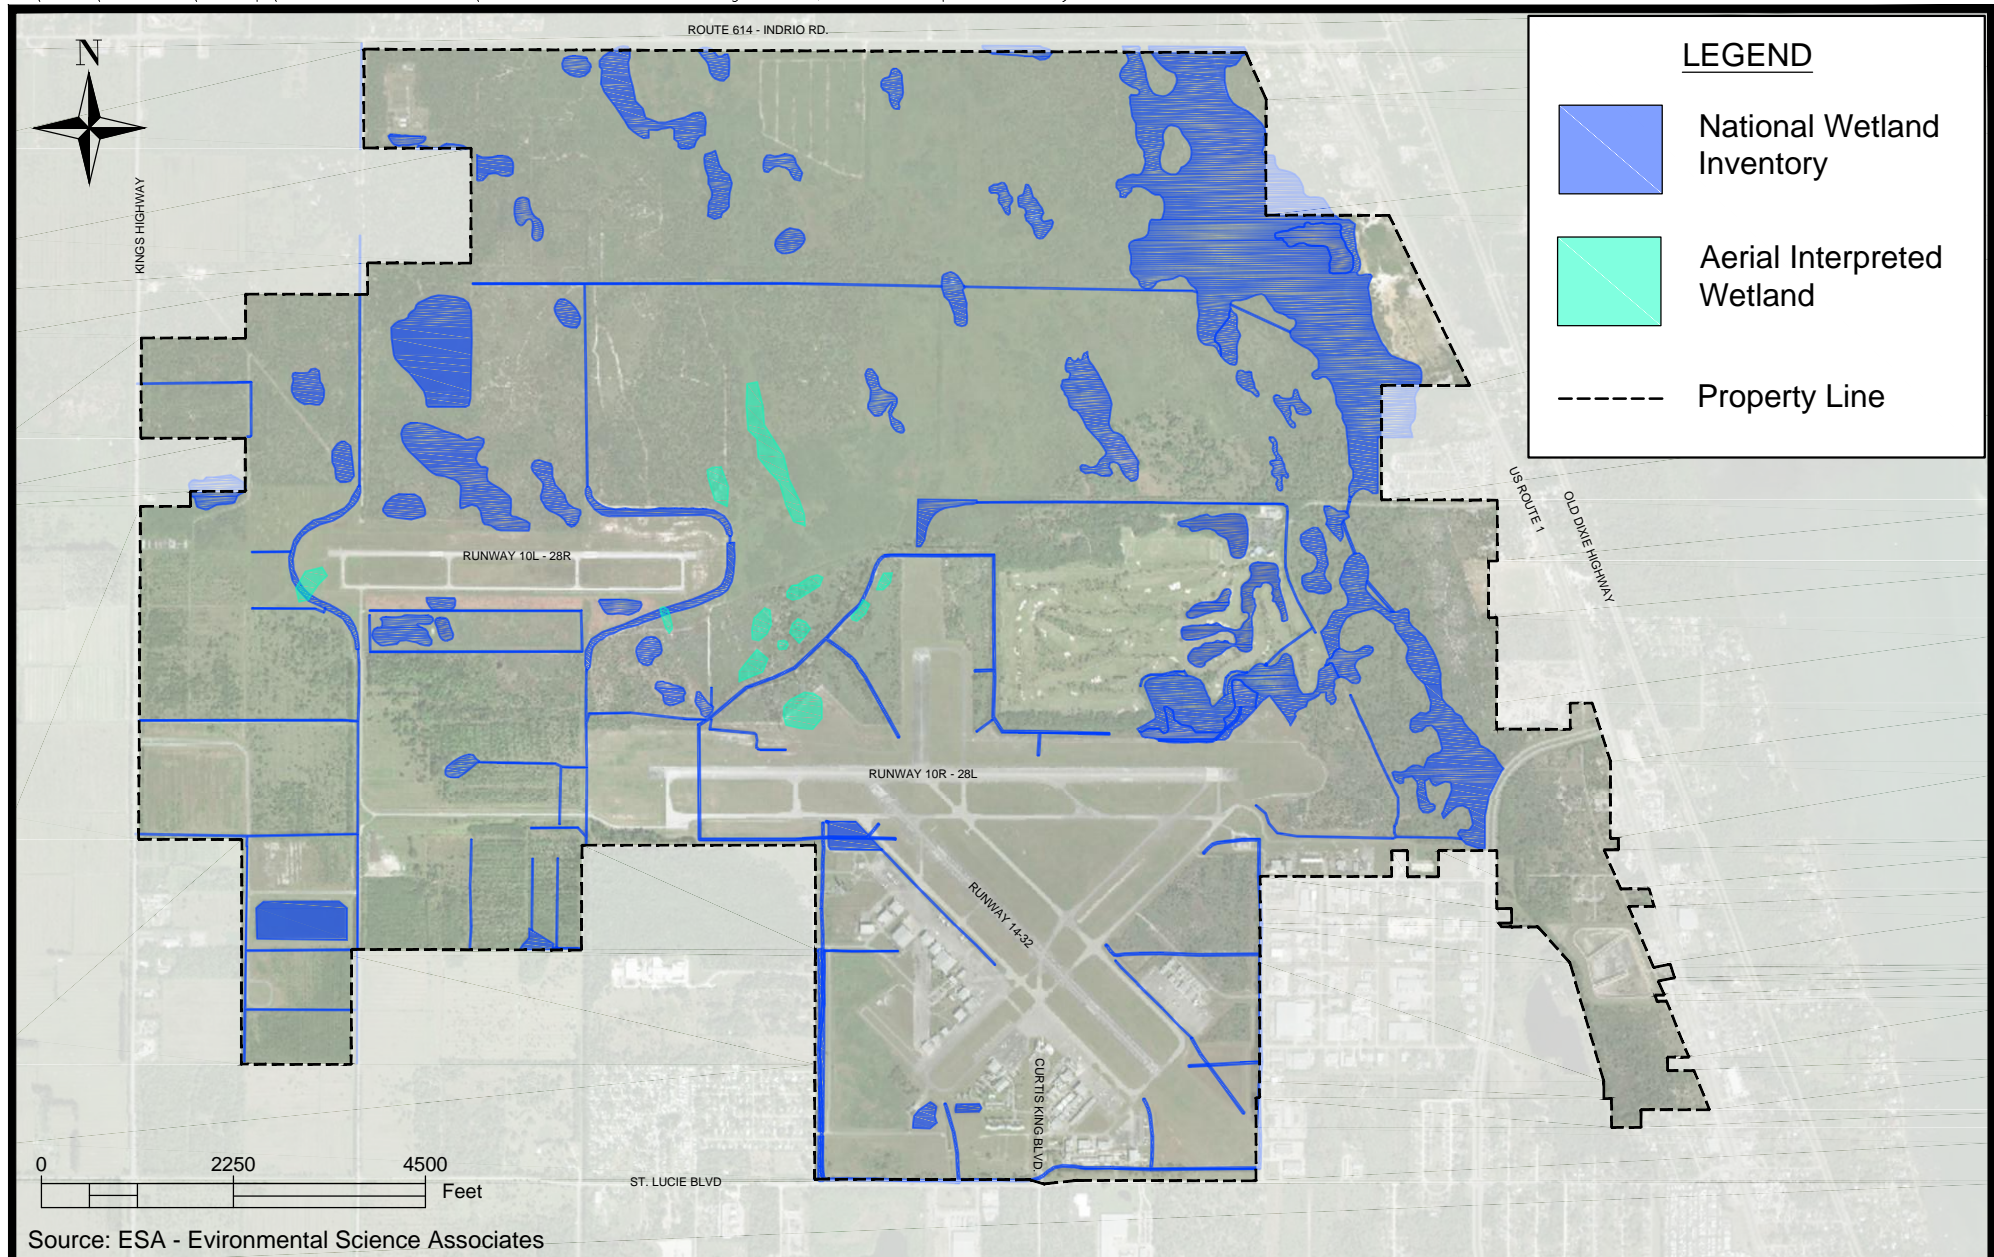 ROUTE 614 - INDRIO RD.
N
LEGEND
National Wetland
Inventory
Aerial Interpreted
Wetland
Property Line
KINGS HIGHWAY
US ROUTE 1
OLD DIXIE HIGHWAY
RUNWAY 10L - 28R
RUNWAY 10R - 28L
RUNWAY 14-32
CURTIS KING BLVD.
ST. LUCIE BLVD
0 2250 4500
Feet
Source: ESA - Evironmental Science Associates